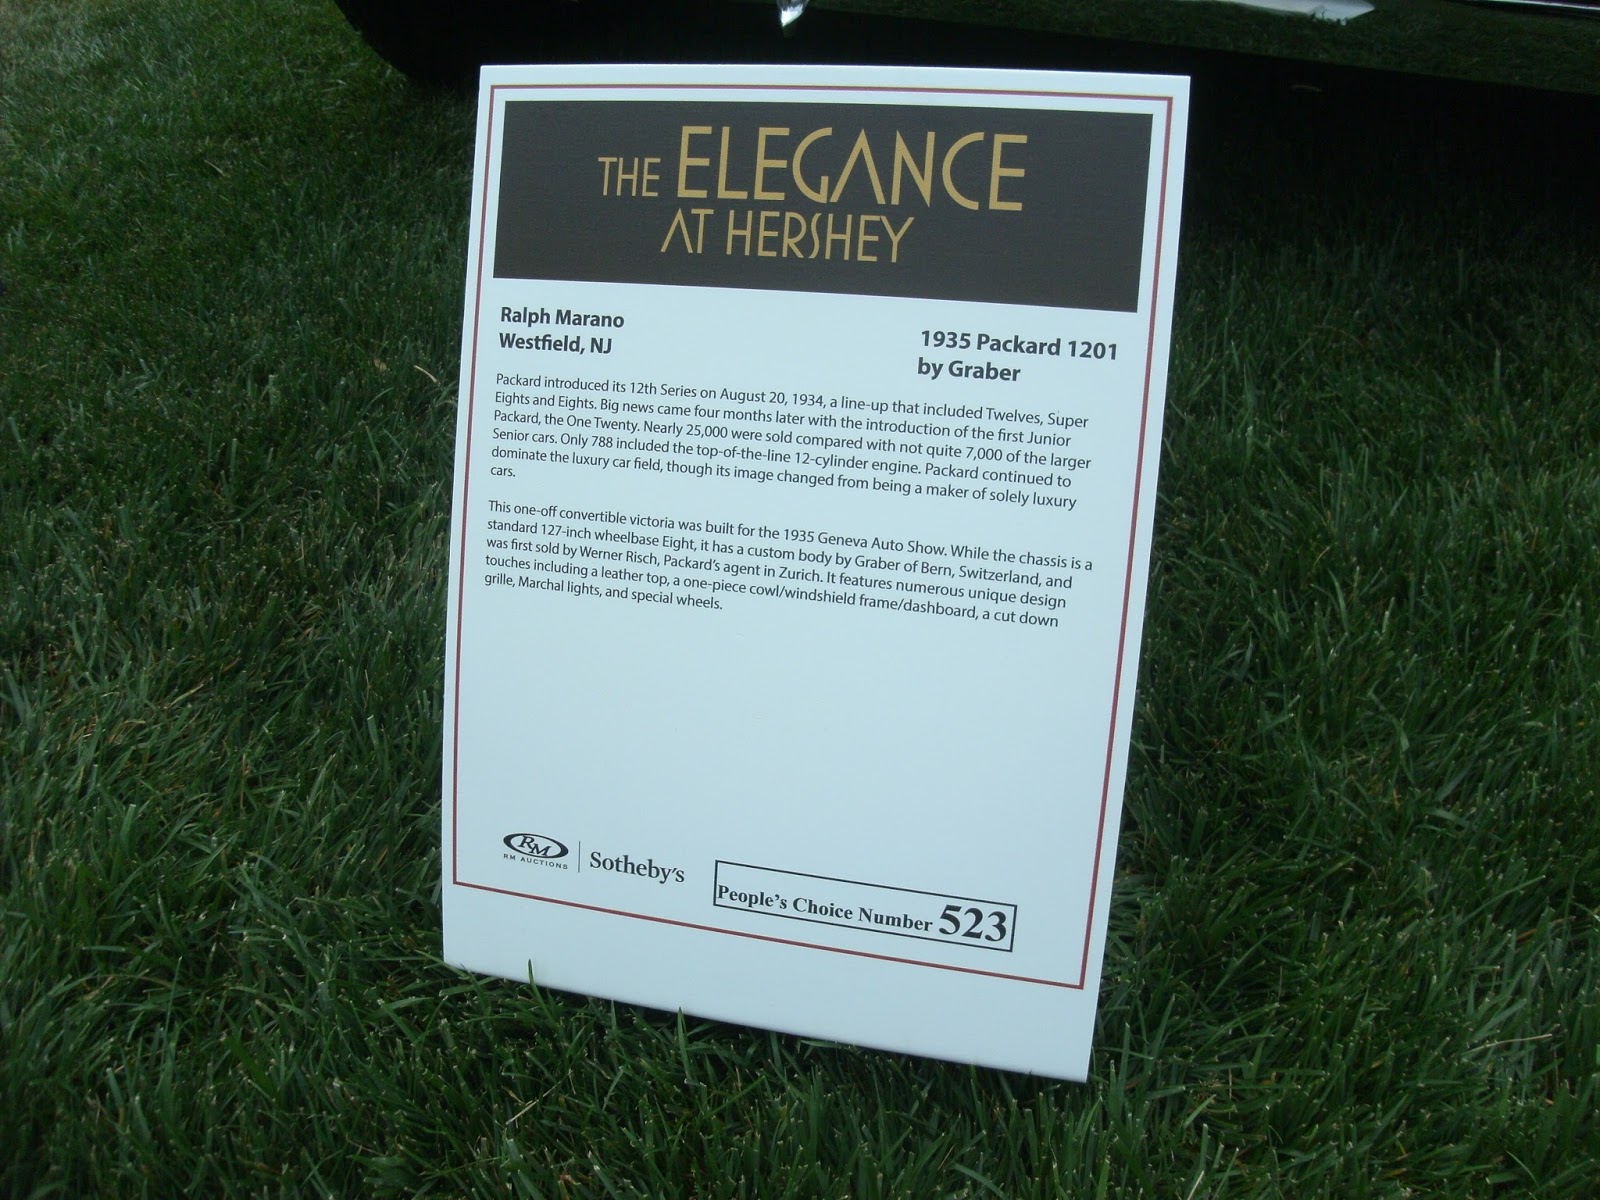 THE ELEGANCE
AT HERSHEY
Ralph Marano
Westfield, NJ
1935 Packard 1201
by Graber
Packard introduced its 12th Series on August 20, 1934, a line-up that included Twelves, Super
Eights and Eights. Big news came four months later with the introduction of the first Junior
Packard, the One Twenty. Nearly 25,000 were sold compared with not quite 7,000 of the larger
Senior cars. Only 788 included the top-of-the-line 12-cylinder engine. Packard continued to
dominate the luxury car field, though its image changed from being a maker of solely luxury
cars.
This one-off convertible victoria was built for the 1935 Geneva Auto Show. While the chassis is a
standard 127-inch wheelbase Eight, it has a custom body by Graber of Bern, Switzerland, and
was first sold by Werner Risch, Packard's agent in Zurich. It features numerous unique design
touches including a leather top, a one-piece cowl/windshield frame/dashboard, a cut down
grille, Marchal lights, and special wheels.
RM
RM AUCTIONS
Sotheby's
People's Choice Number 523